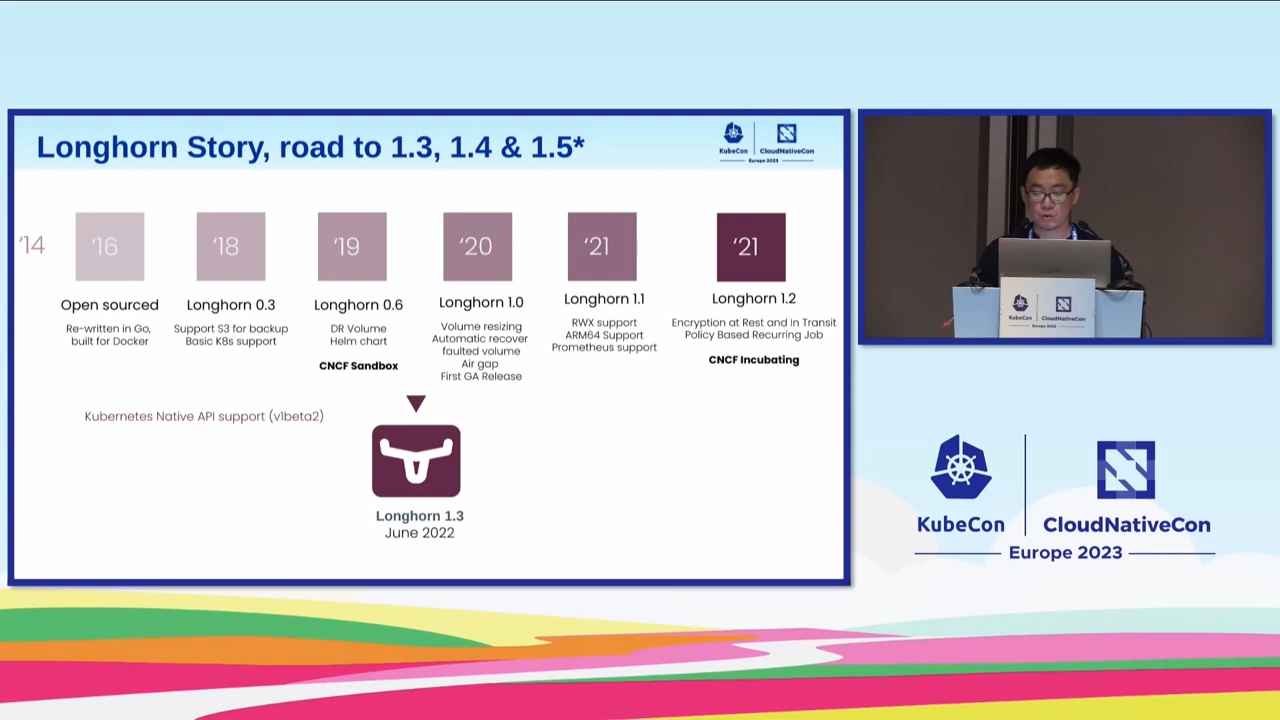 Longhorn Story, road to 1.3, 1.4 & 1.5*
KubeCon
CloudNativeCon
Europe 2023
'14
'16
'18
'19
'20
'21
'21
Open sourced
Re-written in Go,
built for Docker
Longhorn 0.3
Support S3 for backup
Basic K8s support
Longhorn 0.6
DR Volume
Helm chart
CNCF Sandbox
Longhorn 1.0
Volume resizing
Automatic recover
faulted volume
Air gap
First GA Release
Longhorn 1.1
RWX support
ARM64 Support
Prometheus support
Longhorn 1.2
Encryption at Rest and In Transit
Policy Based Recurring Job
CNCF Incubating
Kubernetes Native API support (v1beta2)
Longhorn 1.3
June 2022
KubeCon
CloudNativeCon
Europe 2023
KubeCon
CloudNativeCon
Europe 2023